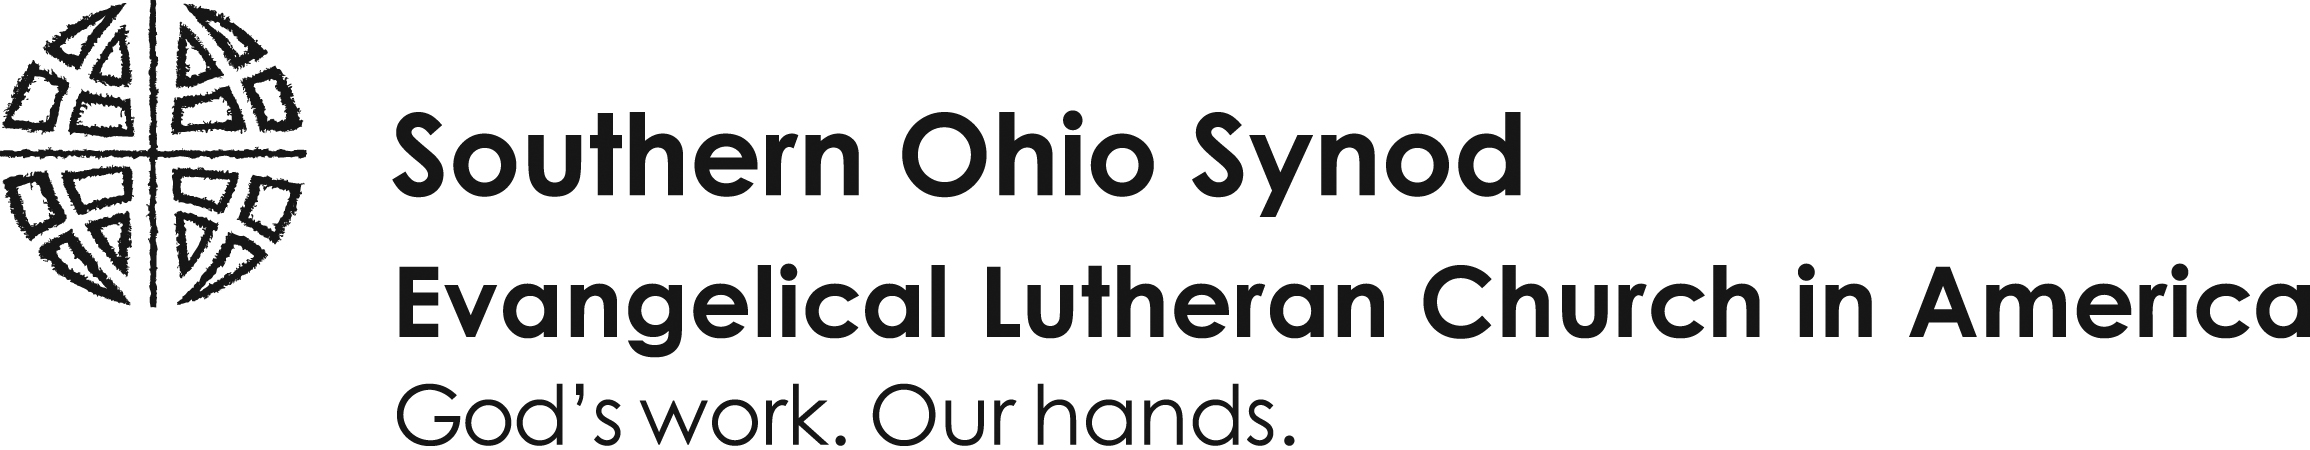 Southern Ohio Synod
Evangelical Lutheran Church in America
God’s work. Our hands.